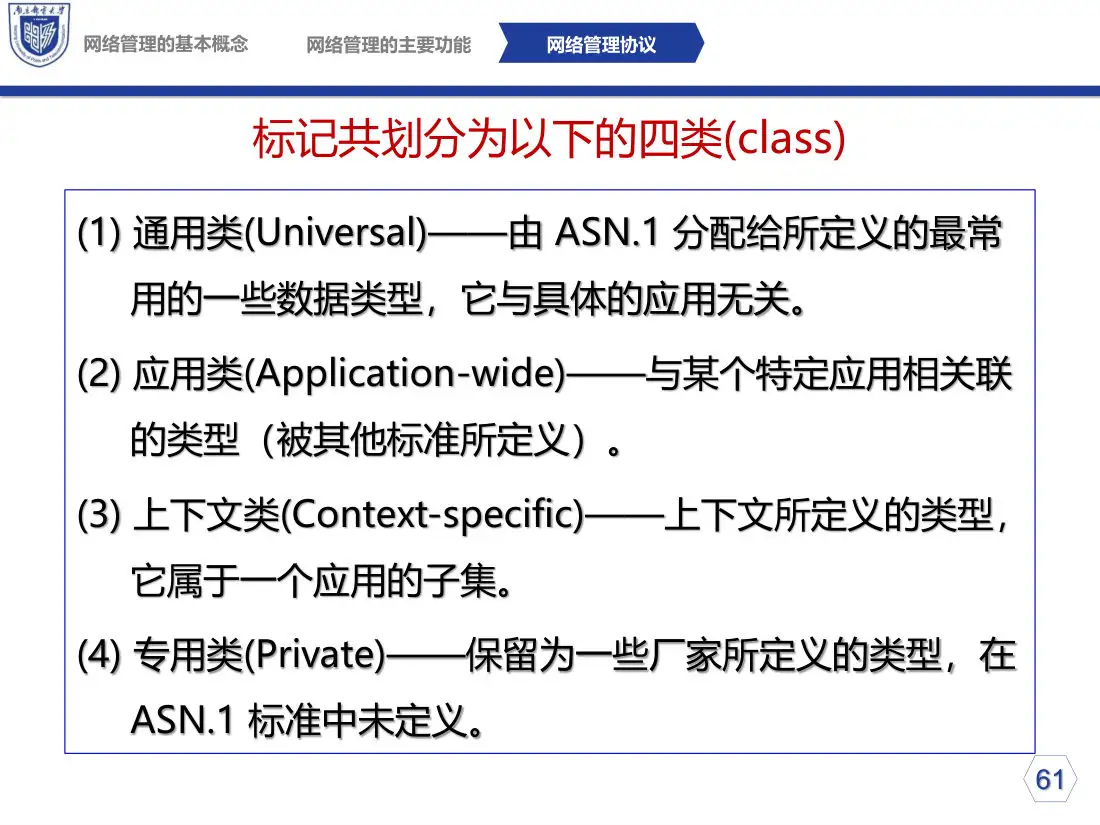 南京邮电大学
网络管理的基本概念
网络管理的主要功能
网络管理协议
标记共划分为以下的四类(class)
(1) 通用类(Universal)——由 ASN.1 分配给所定义的最常
用的一些数据类型，它与具体的应用无关。
(2) 应用类(Application-wide)——与某个特定应用相关联
的类型（被其他标准所定义）。
(3) 上下文类(Context-specific)——上下文所定义的类型，
它属于一个应用的子集。
(4) 专用类(Private)——保留为一些厂家所定义的类型，在
ASN.1 标准中未定义。
61